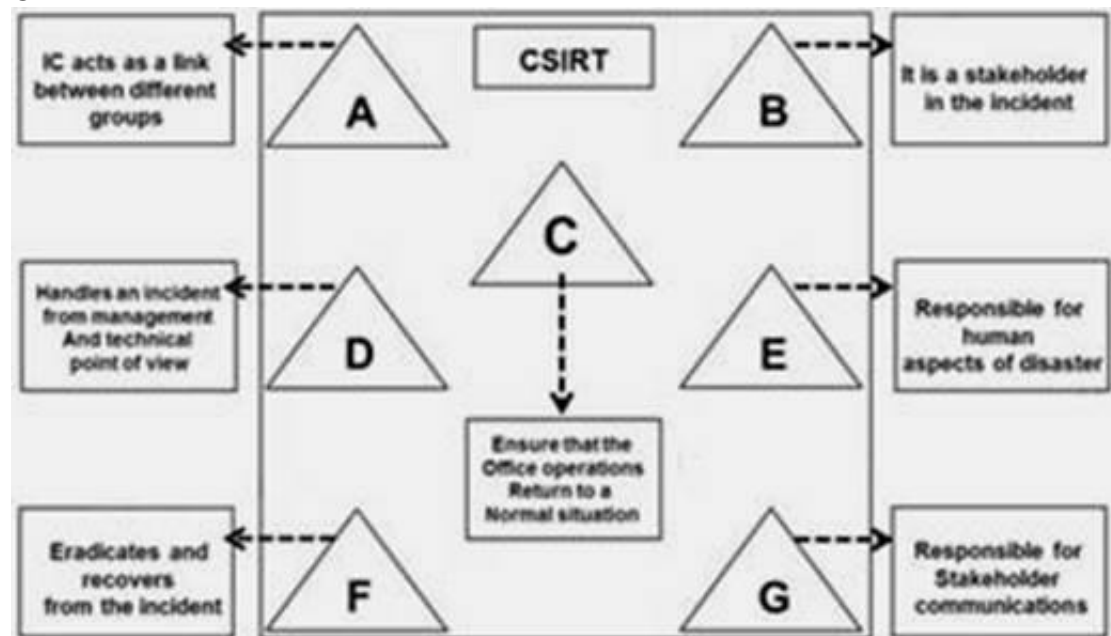 IC acts as a link
between different
groups
A
CSIRT
B
It is a stakeholder
in the incident
C
Handles an incident
from management
And technical
point of view
D
E
Responsible for
human
aspects of disaster
Ensure that the
Office operations
Return to a
Normal situation
Eradicates and
recovers
from the incident
F
G
Responsible for
Stakeholder
communications